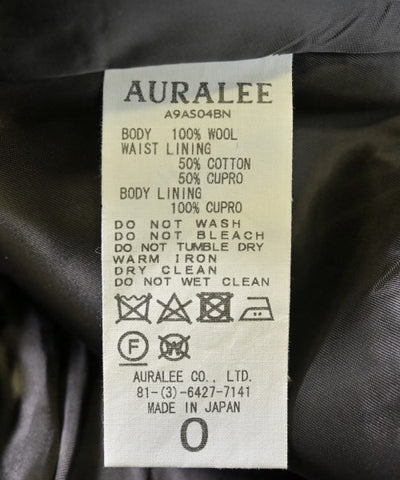 AURALEE
A9AS04BN
BODY 100% WOOL
WAIST LINING
50% COTTON
50% CUPRO
BODY LINING
100% CUPRO
DO NOT WASH
DO NOT BLEACH
DO NOT TUMBLE DRY
WARM IRON
DRY CLEAN
DO NOT WET CLEAN
F W
AURALEE CO., LTD.
81-(3)-6427-7141
MADE IN JAPAN
0